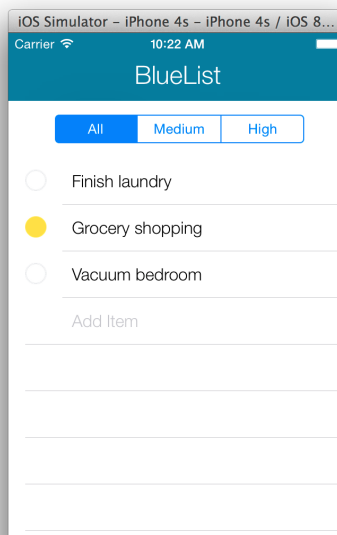 iOS Simulator – iPhone 4s – iPhone 4s / iOS 8...
Carrier 10:22 AM
BlueList
All Medium High
Finish laundry
Grocery shopping
Vacuum bedroom
Add Item